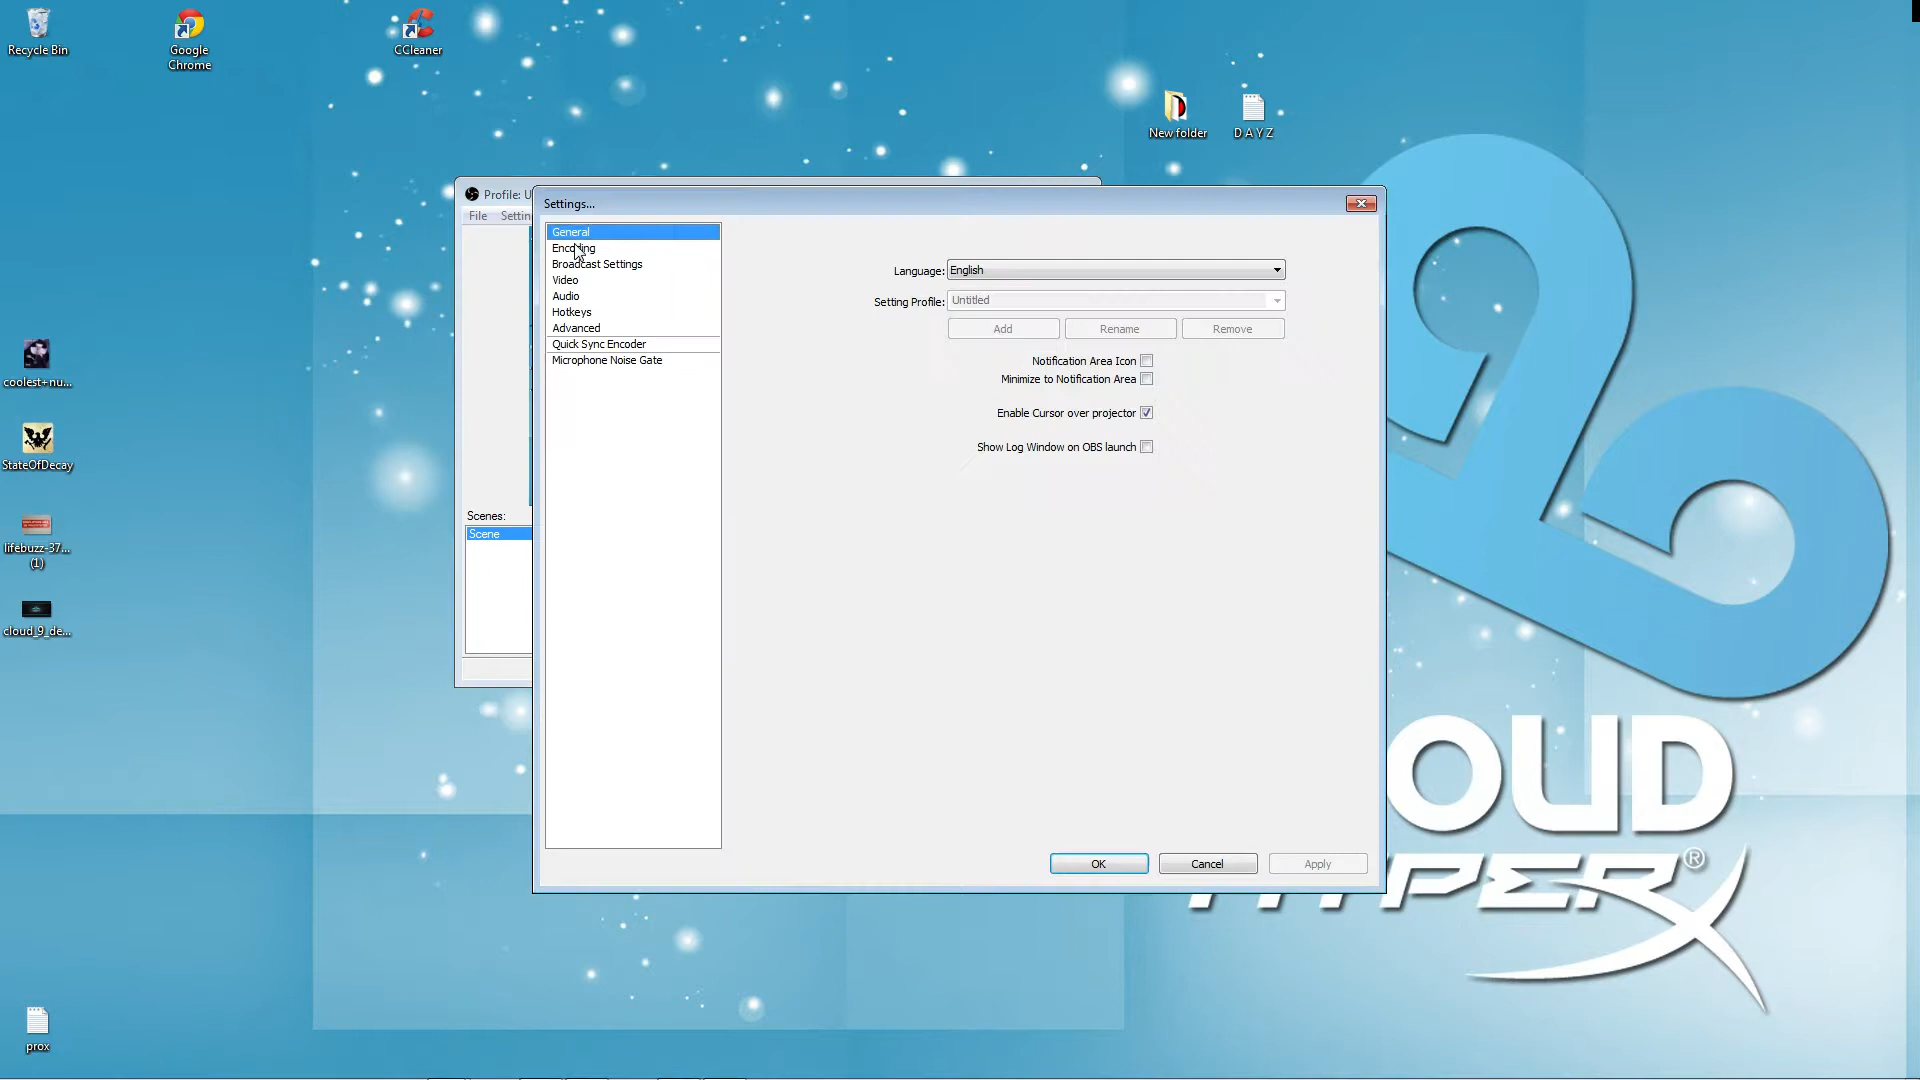 Recycle Bin
Google
Chrome
CCleaner
New folder
D A Y Z
Profile: U
Settings...
File
Settin
General
Encoding
Broadcast Settings
Video
Audio
Hotkeys
Advanced
Quick Sync Encoder
Microphone Noise Gate
Language:
English
Setting Profile:
Untitled
Add
Rename
Remove
Notification Area Icon
Minimize to Notification Area
Enable Cursor over projector
Show Log Window on OBS launch
coolest+nu...
StateOfDecay
lifebuzz-37...
(1)
cloud_9_de...
Scenes:
Scene
OK
Cancel
Apply
OUD
HYPERX®
prox